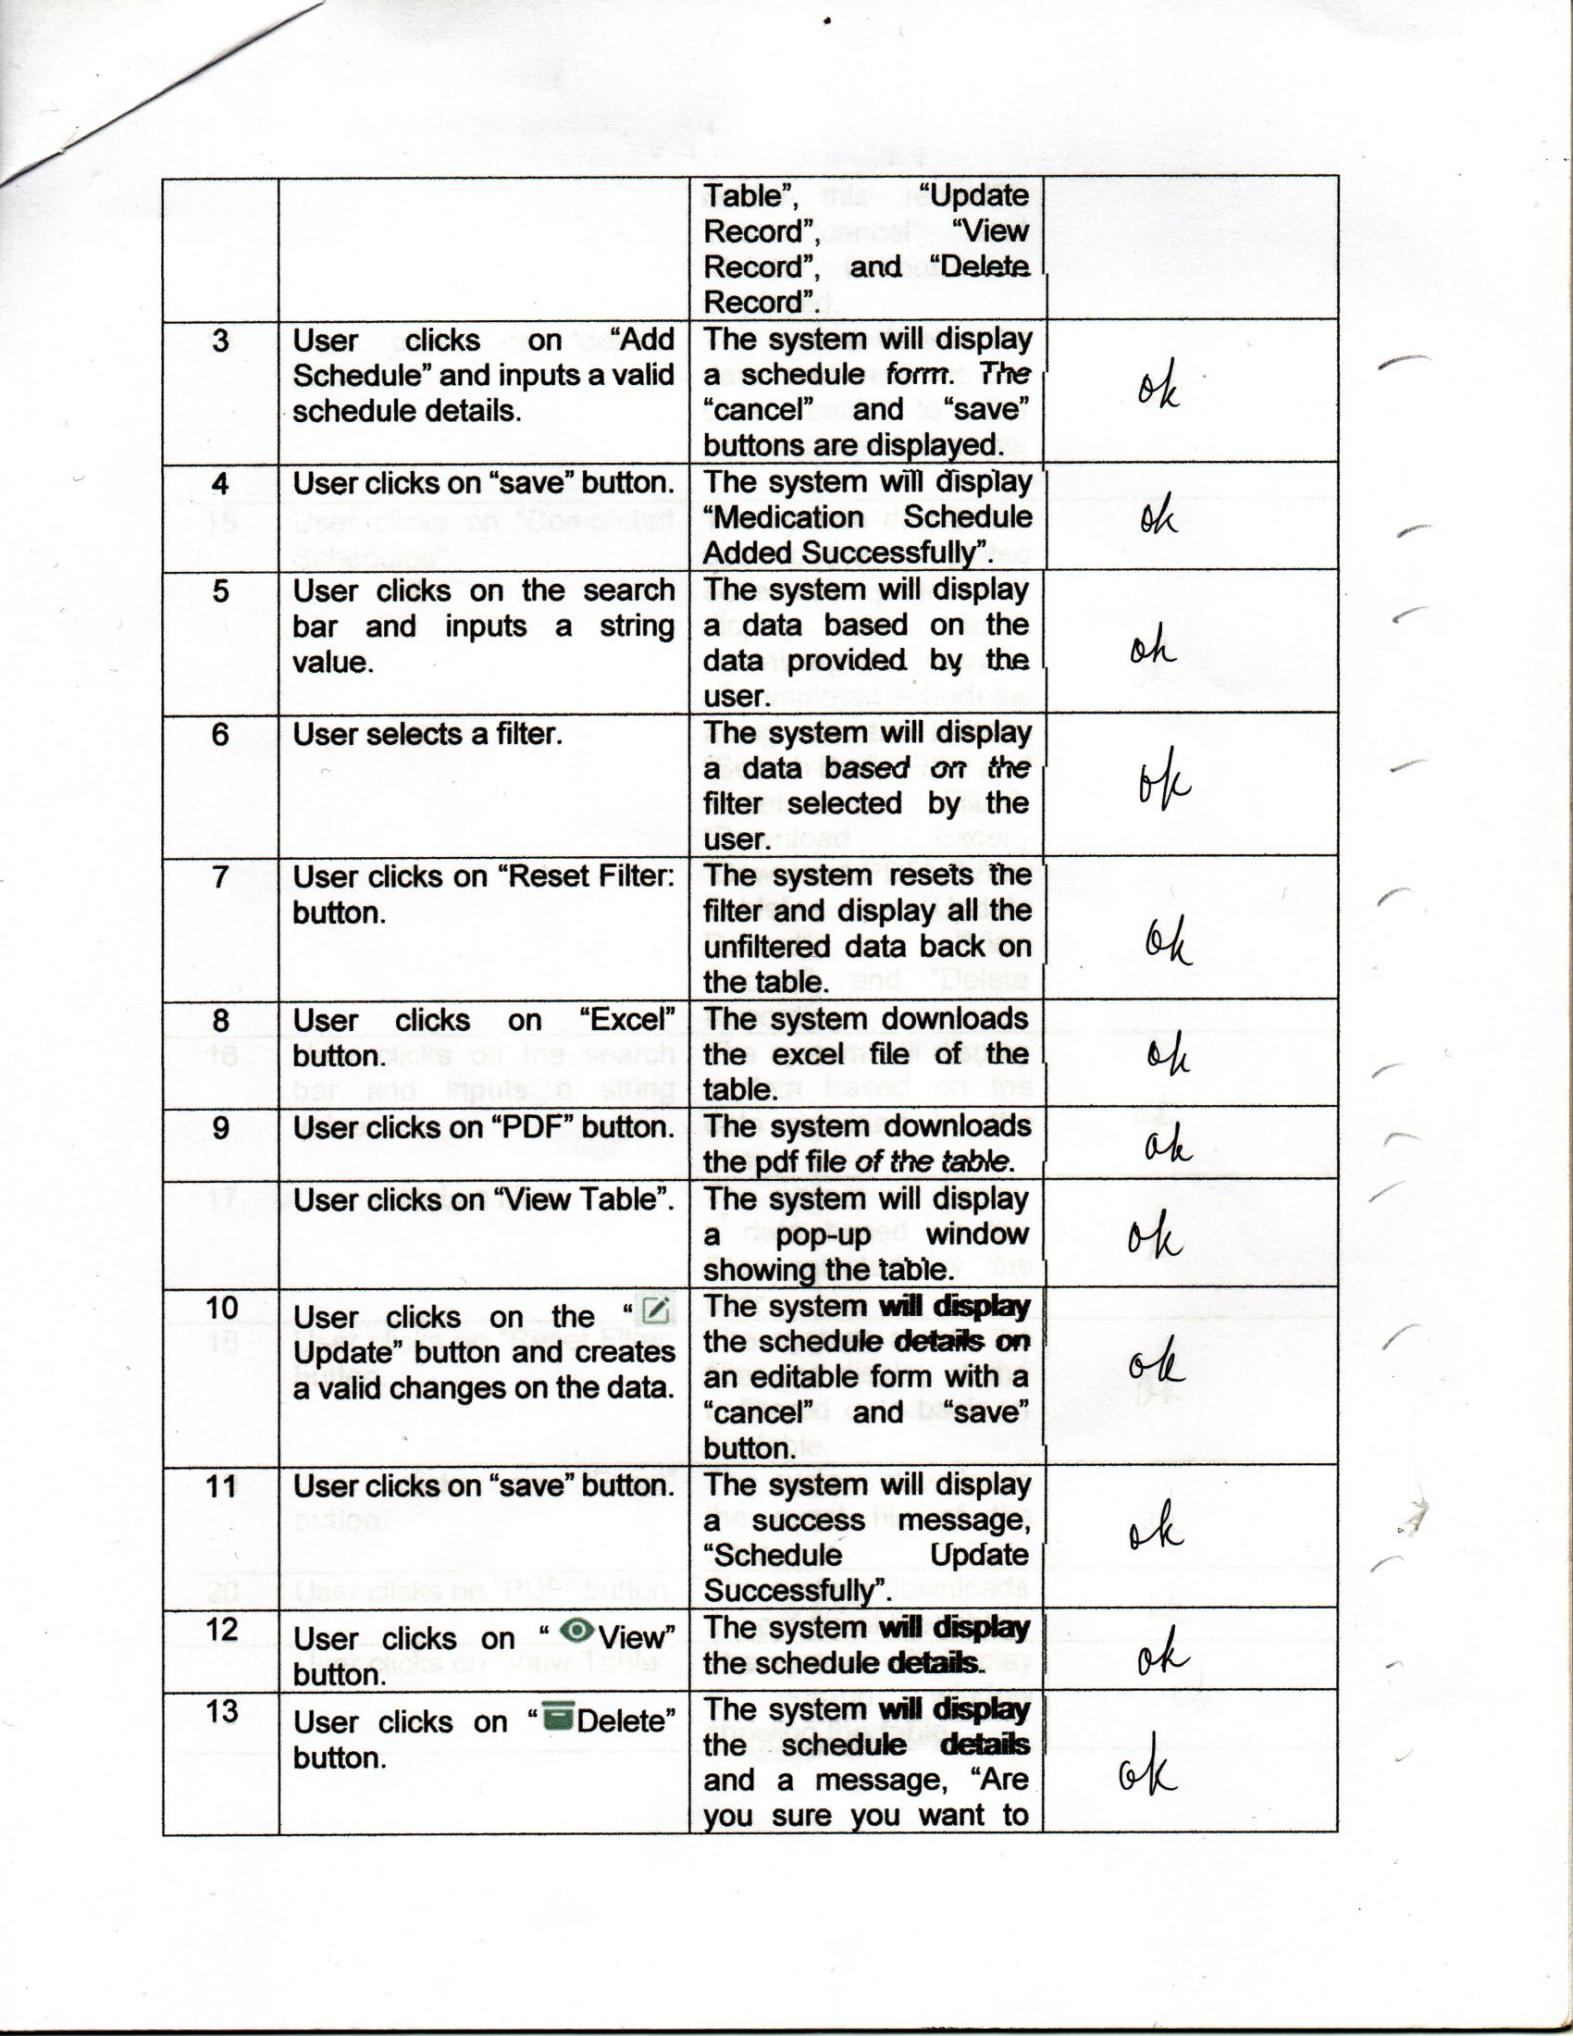 Table", "Update
Record", "View
Record", and "Delete
Record".
3 User clicks on "Add The system will display
Schedule" and inputs a valid a schedule form. The ok
schedule details. "cancel" and "save"
buttons are displayed.
4 User clicks on "save" button. The system will display
"Medication Schedule ok
Added Successfully".
5 User clicks on the search The system will display
bar and inputs a string a data based on the
value. data provided by the ok
user.
6 User selects a filter. The system will display
a data based on the ok
filter selected by the
user.
7 User clicks on "Reset Filter: The system resets the
button. filter and display all the
unfiltered data back on ok
the table.
8 User clicks on "Excel" The system downloads
button. the excel file of the ok
table.
9 User clicks on "PDF" button. The system downloads
the pdf file of the table. ok
User clicks on "View Table". The system will display
a pop-up window ok
showing the table.
10 User clicks on the " The system will display
Update" button and creates the schedule details on ok
a valid changes on the data. an editable form with a
"cancel" and "save"
button.
11 User clicks on "save" button. The system will display
a success message, ok
"Schedule Update
Successfully".
12 User clicks on " View" The system will display
button. the schedule details. ok
13 User clicks on " Delete" The system will display
button. the schedule details
and a message, "Are ok
you sure you want to